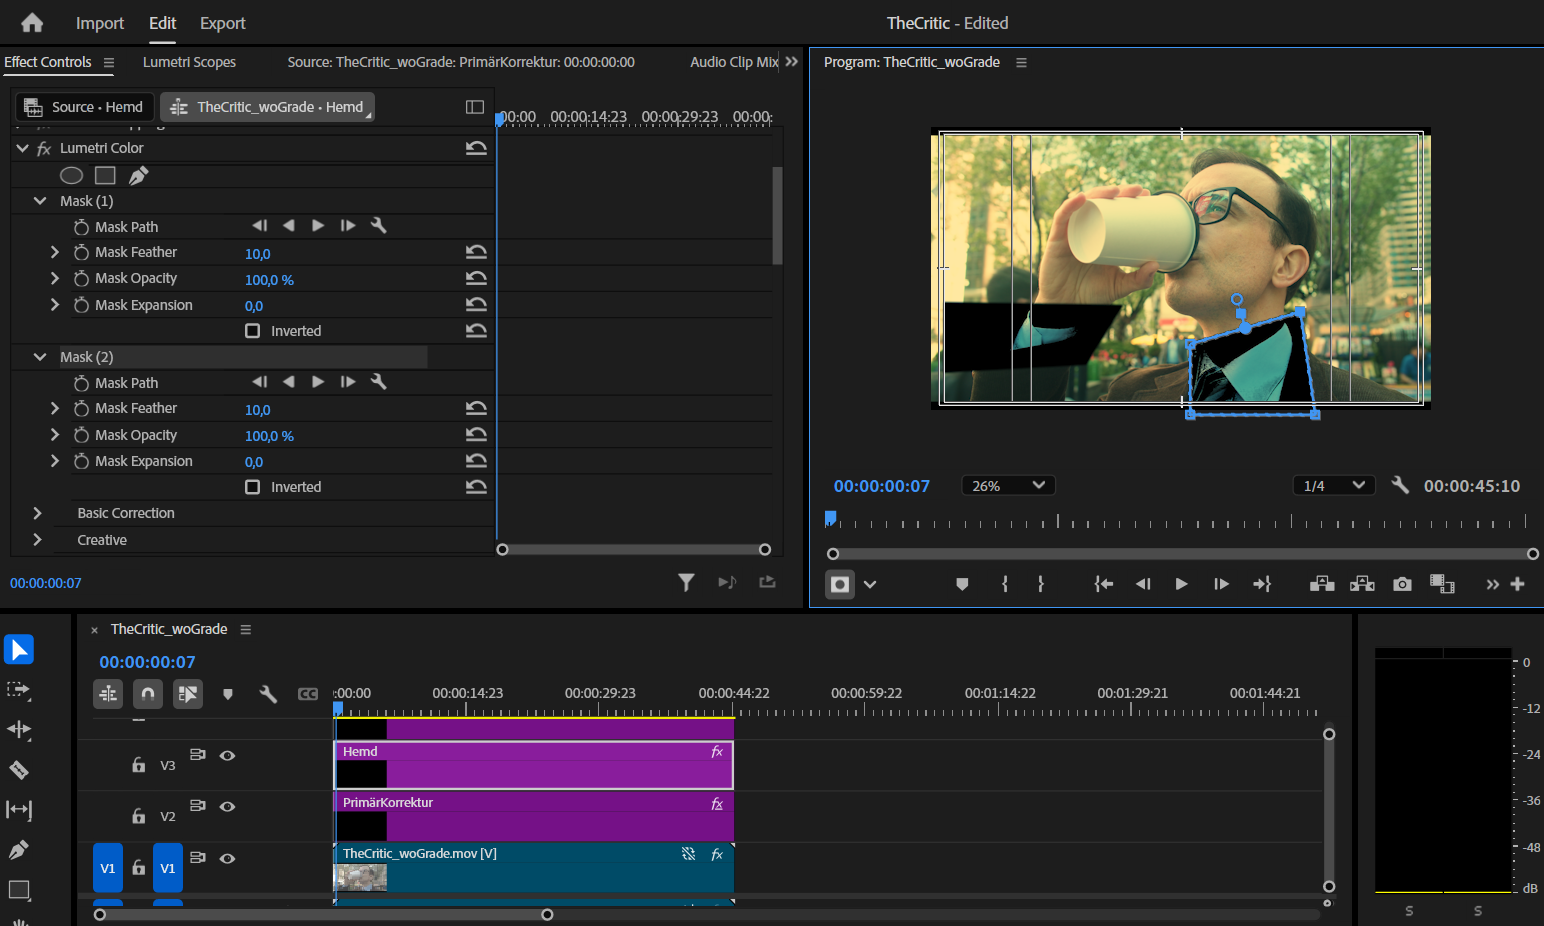 Import Edit Export TheCritic - Edited
Effect Controls Lumetri Scopes Source: TheCritic_woGrade: PrimärKorrektur: 00:00:00:00 Audio Clip Mix
Program: TheCritic_woGrade
Source • Hemd TheCritic_woGrade • Hemd
:00:00 00:00:14:23 00:00:29:23 00:00:
fx Lumetri Color
Mask (1)
Mask Path
Mask Feather 10,0
Mask Opacity 100,0 %
Mask Expansion 0,0
Inverted
Mask (2)
Mask Path
Mask Feather 10,0
Mask Opacity 100,0 %
Mask Expansion 0,0
Inverted
Basic Correction
Creative
00:00:00:07
00:00:00:07 26% 1/4 00:00:45:10
× TheCritic_woGrade
00:00:00:07
CC
:00:00 00:00:14:23 00:00:29:23 00:00:44:22 00:00:59:22 00:01:14:22 00:01:29:21 00:01:44:21
V3 Hemd fx
V2 PrimärKorrektur fx
V1 V1 TheCritic_woGrade.mov [V] fx
0
-12
-24
-36
-48
dB
S S